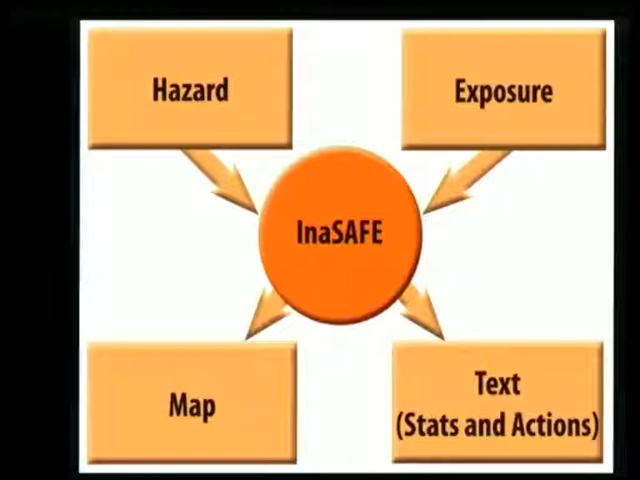 Hazard
Exposure
InaSAFE
Map
Text
(Stats and Actions)